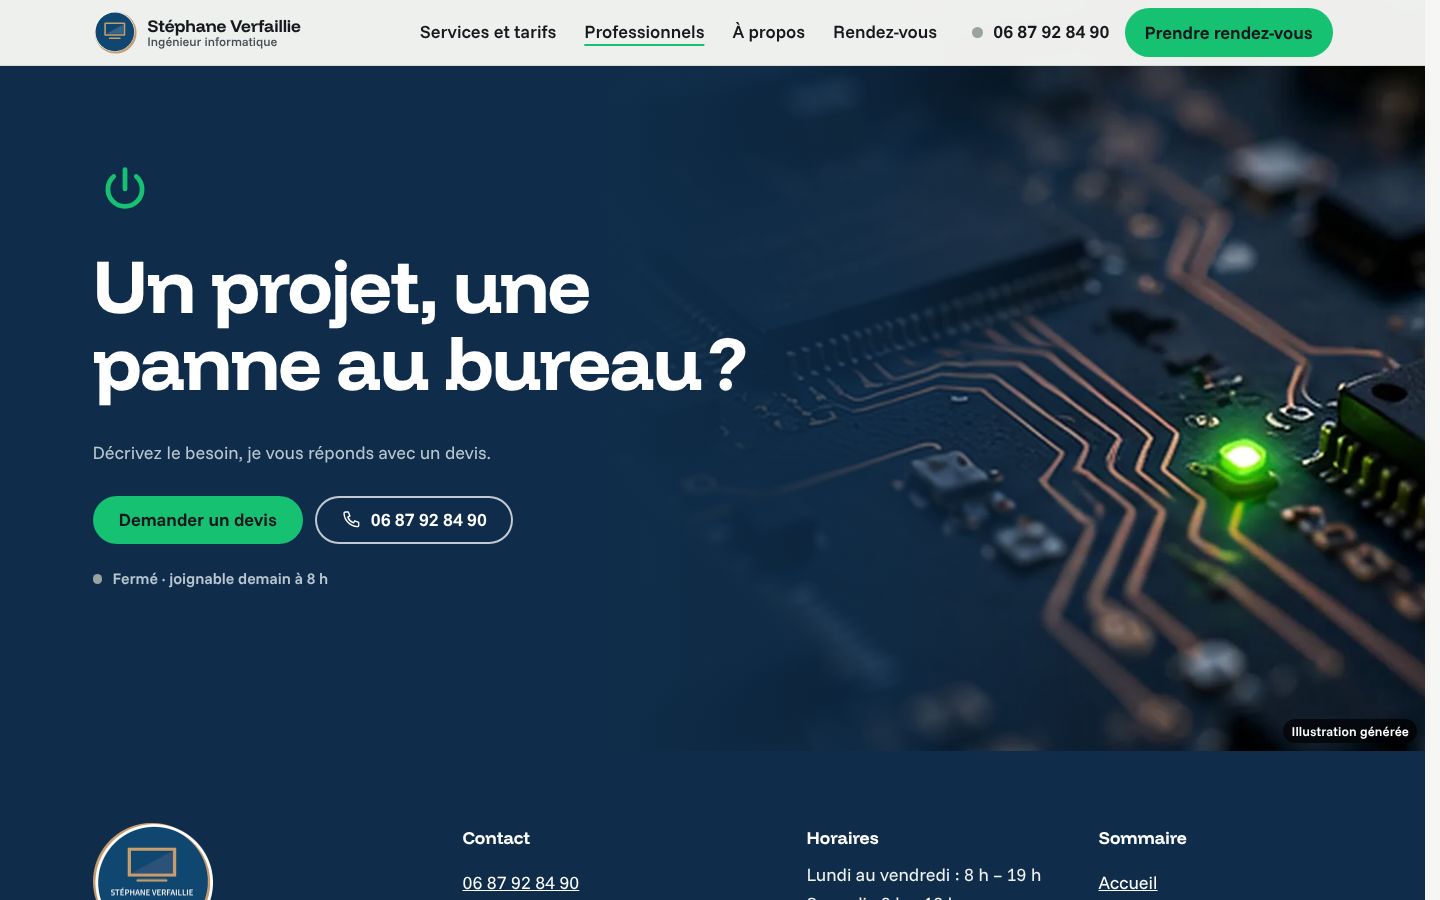 Stéphane Verfaillie
Ingénieur informatique
Services et tarifs
Professionnels
À propos
Rendez-vous
06 87 92 84 90
Prendre rendez-vous
Un projet, une
panne au bureau ?
Décrivez le besoin, je vous réponds avec un devis.
Demander un devis
06 87 92 84 90
Fermé · joignable demain à 8 h
Illustration générée
STÉPHANE VERFAILLIE
Contact
06 87 92 84 90
Horaires
Lundi au vendredi : 8 h – 19 h
Sommaire
Accueil